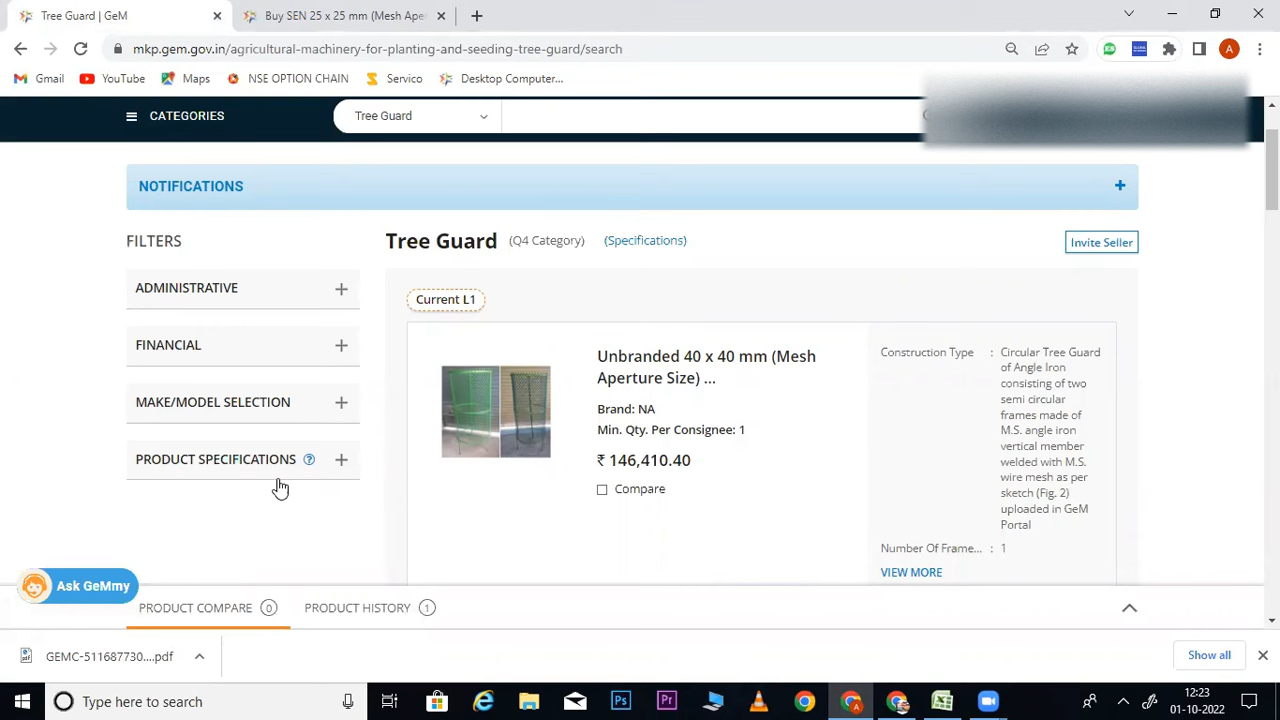 Tree Guard | GeM
Buy SEN 25 x 25 mm (Mesh Ape
mkp.gem.gov.in/agricultural-machinery-for-planting-and-seeding-tree-guard/search
A
Gmail
YouTube
Maps
NSE OPTION CHAIN
Servico
Desktop Computer...
CATEGORIES
Tree Guard
NOTIFICATIONS
FILTERS
Tree Guard (Q4 Category) (Specifications)
Invite Seller
ADMINISTRATIVE
FINANCIAL
MAKE/MODEL SELECTION
PRODUCT SPECIFICATIONS ?
Current L1
Unbranded 40 x 40 mm (Mesh
Aperture Size) ...
Brand: NA
Min. Qty. Per Consignee: 1
₹ 146,410.40
Compare
Construction Type : Circular Tree Guard
of Angle Iron
consisting of two
semi circular
frames made of
M.S. angle iron
vertical member
welded with M.S.
wire mesh as per
sketch (Fig. 2)
uploaded in GeM
Portal
Number Of Frame... : 1
VIEW MORE
Ask GeMmy
PRODUCT COMPARE 0
PRODUCT HISTORY 1
GEMC-511687730....pdf
Show all
Type here to search
12:23
01-10-2022